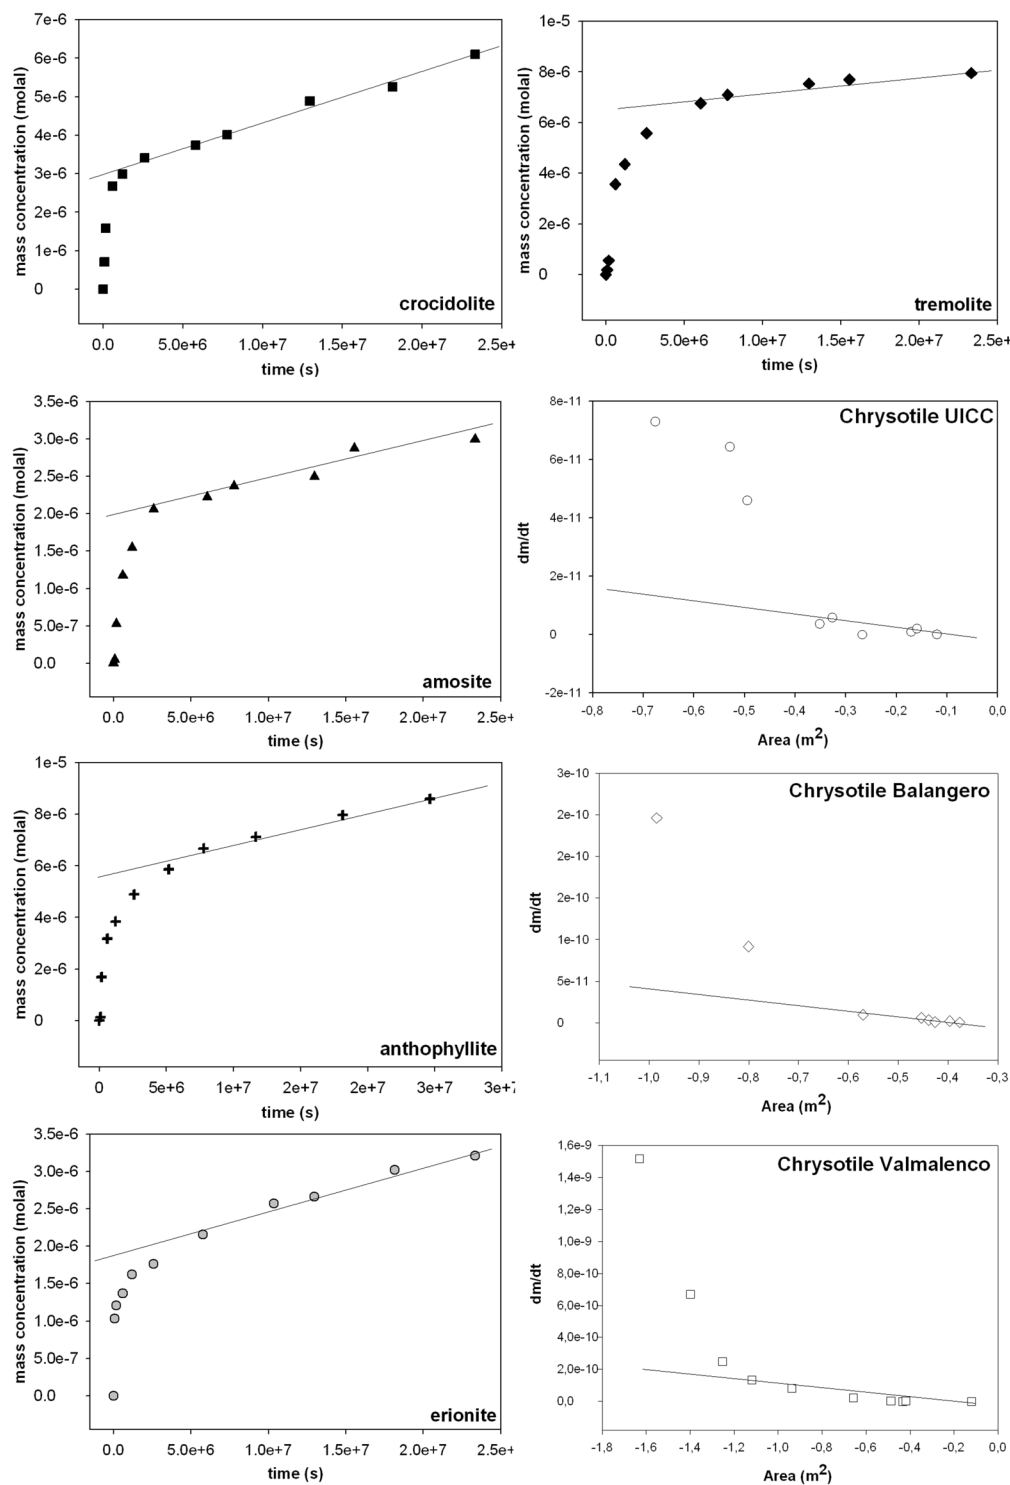 7e-6
6e-6
5e-6
4e-6
3e-6
2e-6
1e-6
0
mass concentration (molal)
crocidolite
0.0 5.0e+6 1.0e+7 1.5e+7 2.0e+7 2.5e+
time (s)
1e-5
8e-6
6e-6
4e-6
2e-6
0
mass concentration (molal)
tremolite
0.0 5.0e+6 1.0e+7 1.5e+7 2.0e+7 2.5e+
time (s)
3.5e-6
3.0e-6
2.5e-6
2.0e-6
1.5e-6
1.0e-6
5.0e-7
0.0
mass concentration (molal)
amosite
0.0 5.0e+6 1.0e+7 1.5e+7 2.0e+7 2.5e+
time (s)
8e-11
6e-11
4e-11
2e-11
0
-2e-11
dm/dt
Chrysotile UICC
-0,8 -0,7 -0,6 -0,5 -0,4 -0,3 -0,2 -0,1 0,0
Area (m²)
1e-5
8e-6
6e-6
4e-6
2e-6
0
mass concentration (molal)
anthophyllite
0 5e+6 1e+7 2e+7 2e+7 3e+7 3e+7
time (s)
3e-10
2e-10
2e-10
2e-10
1e-10
5e-11
0
dm/dt
Chrysotile Balangero
-1,1 -1,0 -0,9 -0,8 -0,7 -0,6 -0,5 -0,4 -0,3
Area (m²)
3.5e-6
3.0e-6
2.5e-6
2.0e-6
1.5e-6
1.0e-6
5.0e-7
0.0
mass concentration (molal)
erionite
0.0 5.0e+6 1.0e+7 1.5e+7 2.0e+7 2.5e+
time (s)
1,6e-9
1,4e-9
1,2e-9
1,0e-9
8,0e-10
6,0e-10
4,0e-10
2,0e-10
0,0
dm/dt
Chrysotile Valmalenco
-1,8 -1,6 -1,4 -1,2 -1,0 -0,8 -0,6 -0,4 -0,2 0,0
Area (m²)